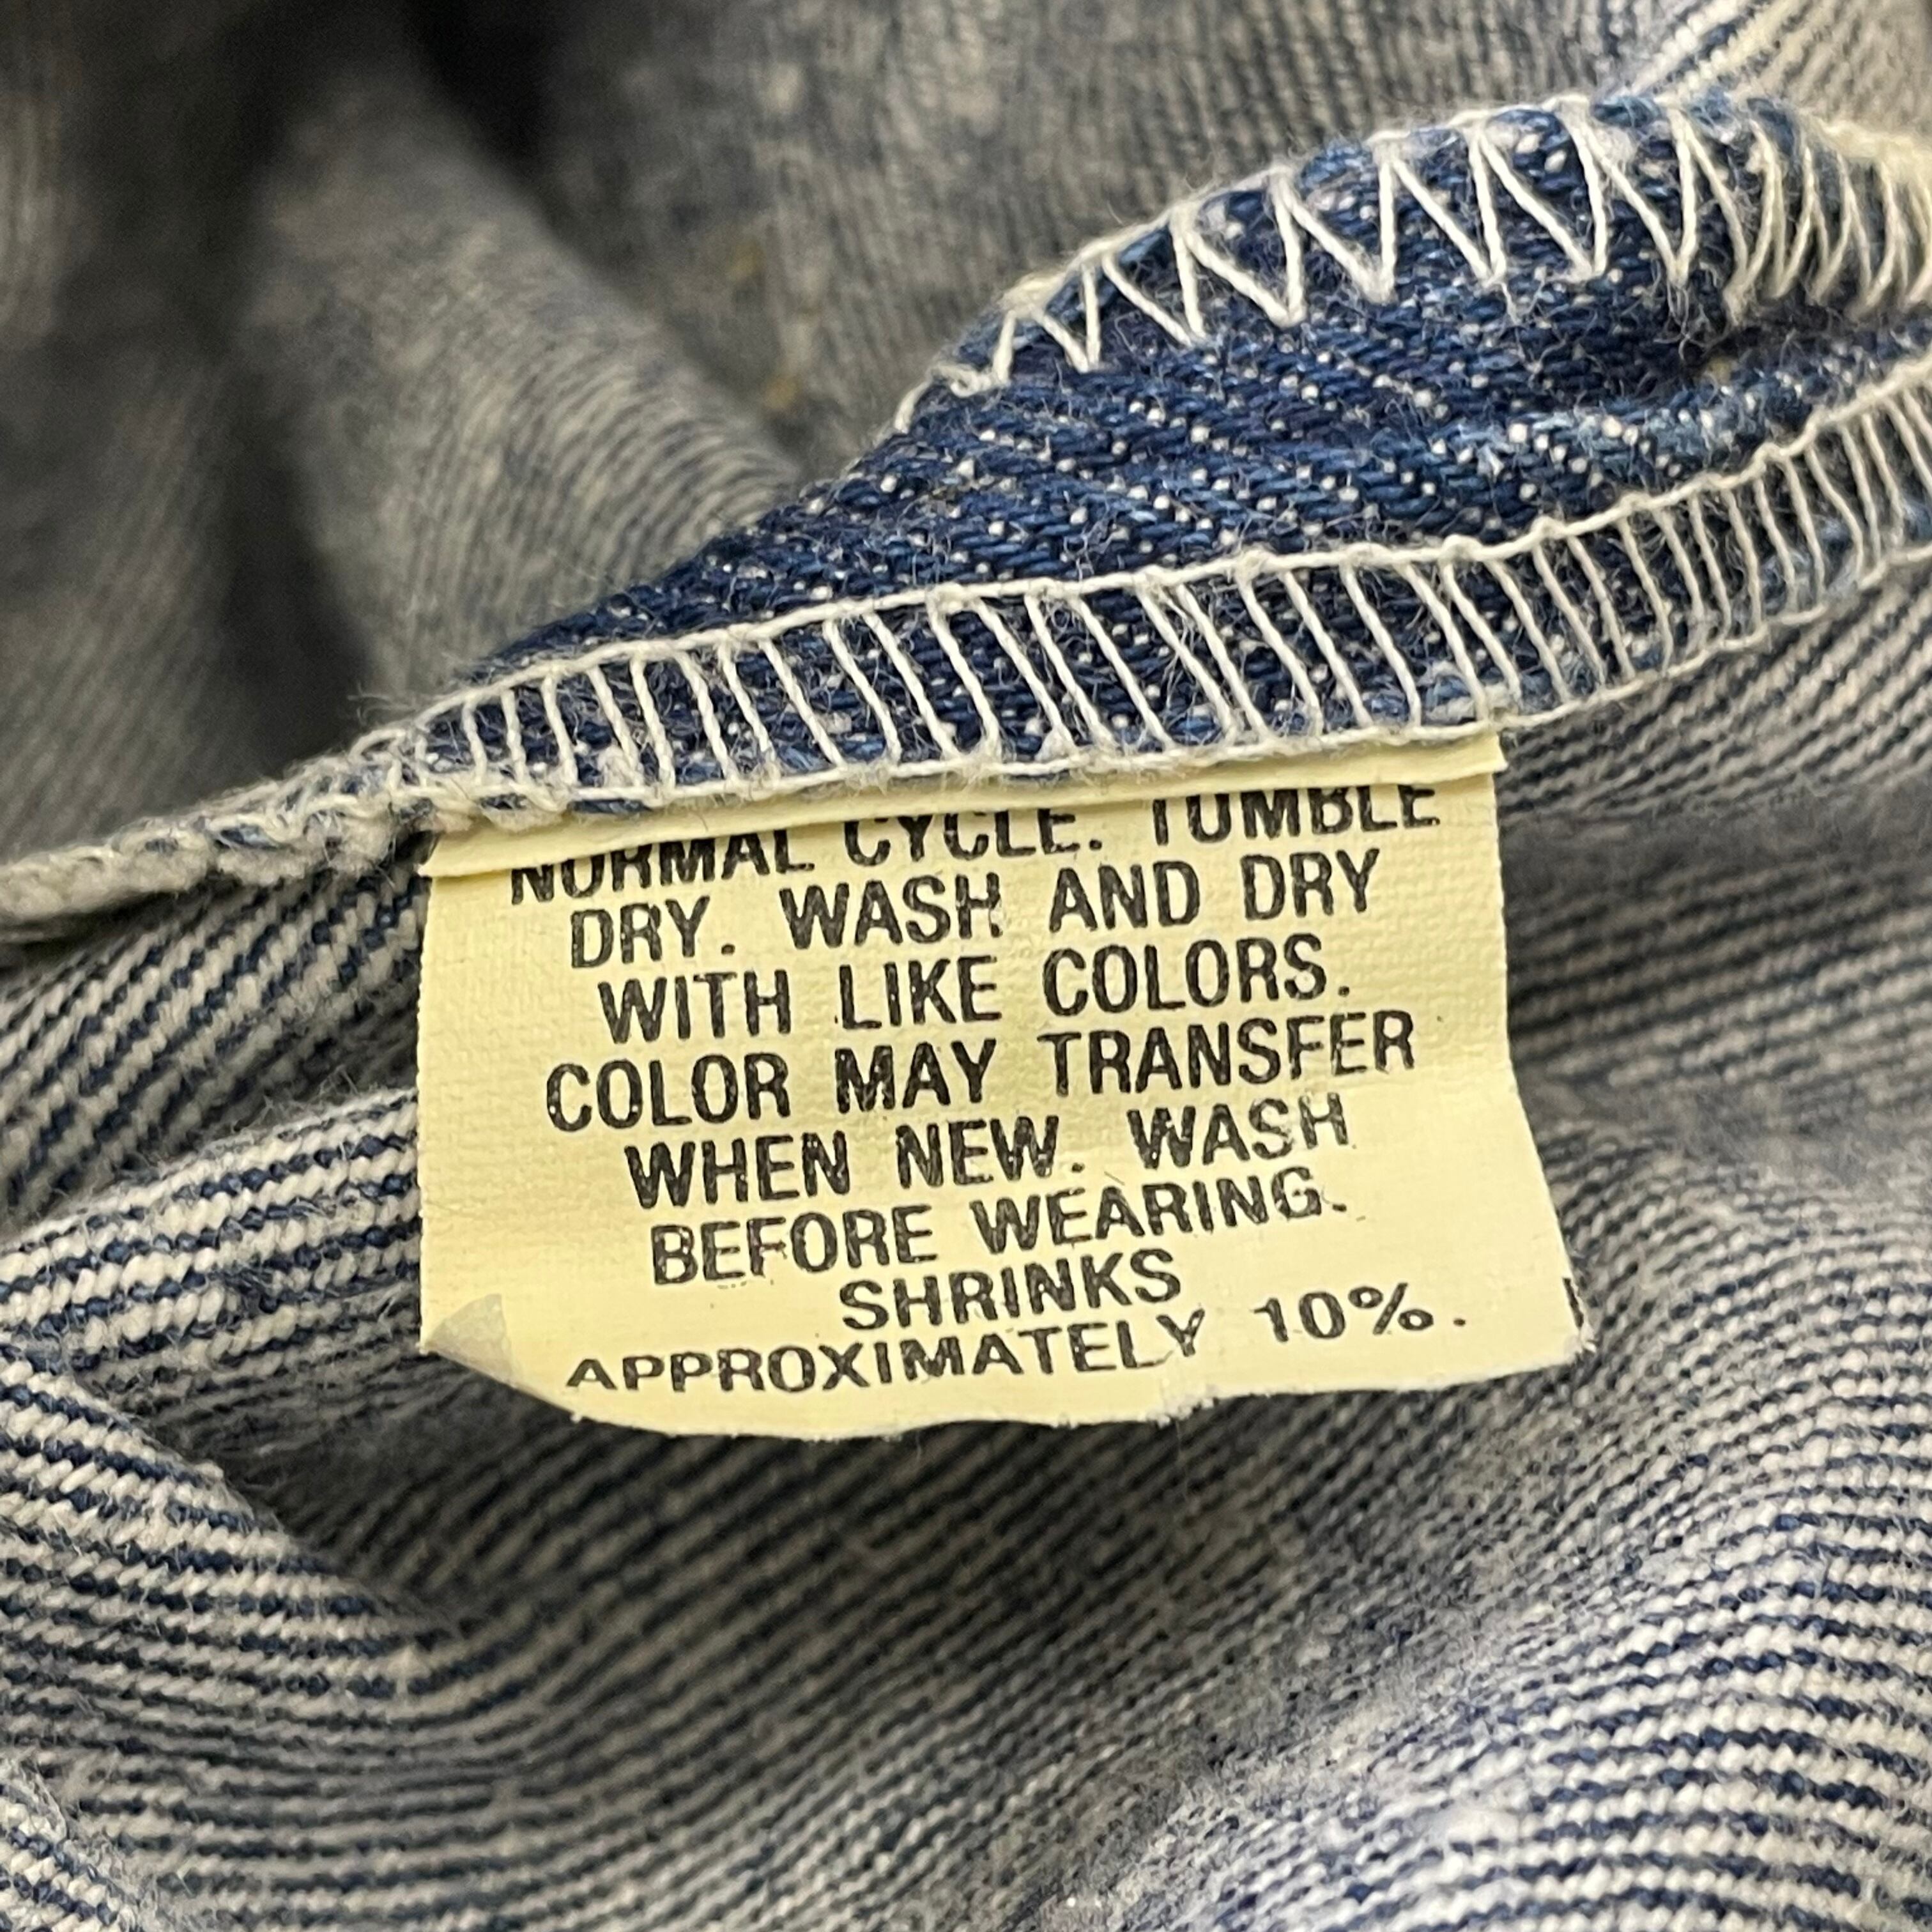 NORMAL CYCLE. TUMBLE
DRY. WASH AND DRY
WITH LIKE COLORS.
COLOR MAY TRANSFER
WHEN NEW. WASH
BEFORE WEARING.
SHRINKS
APPROXIMATELY 10%.